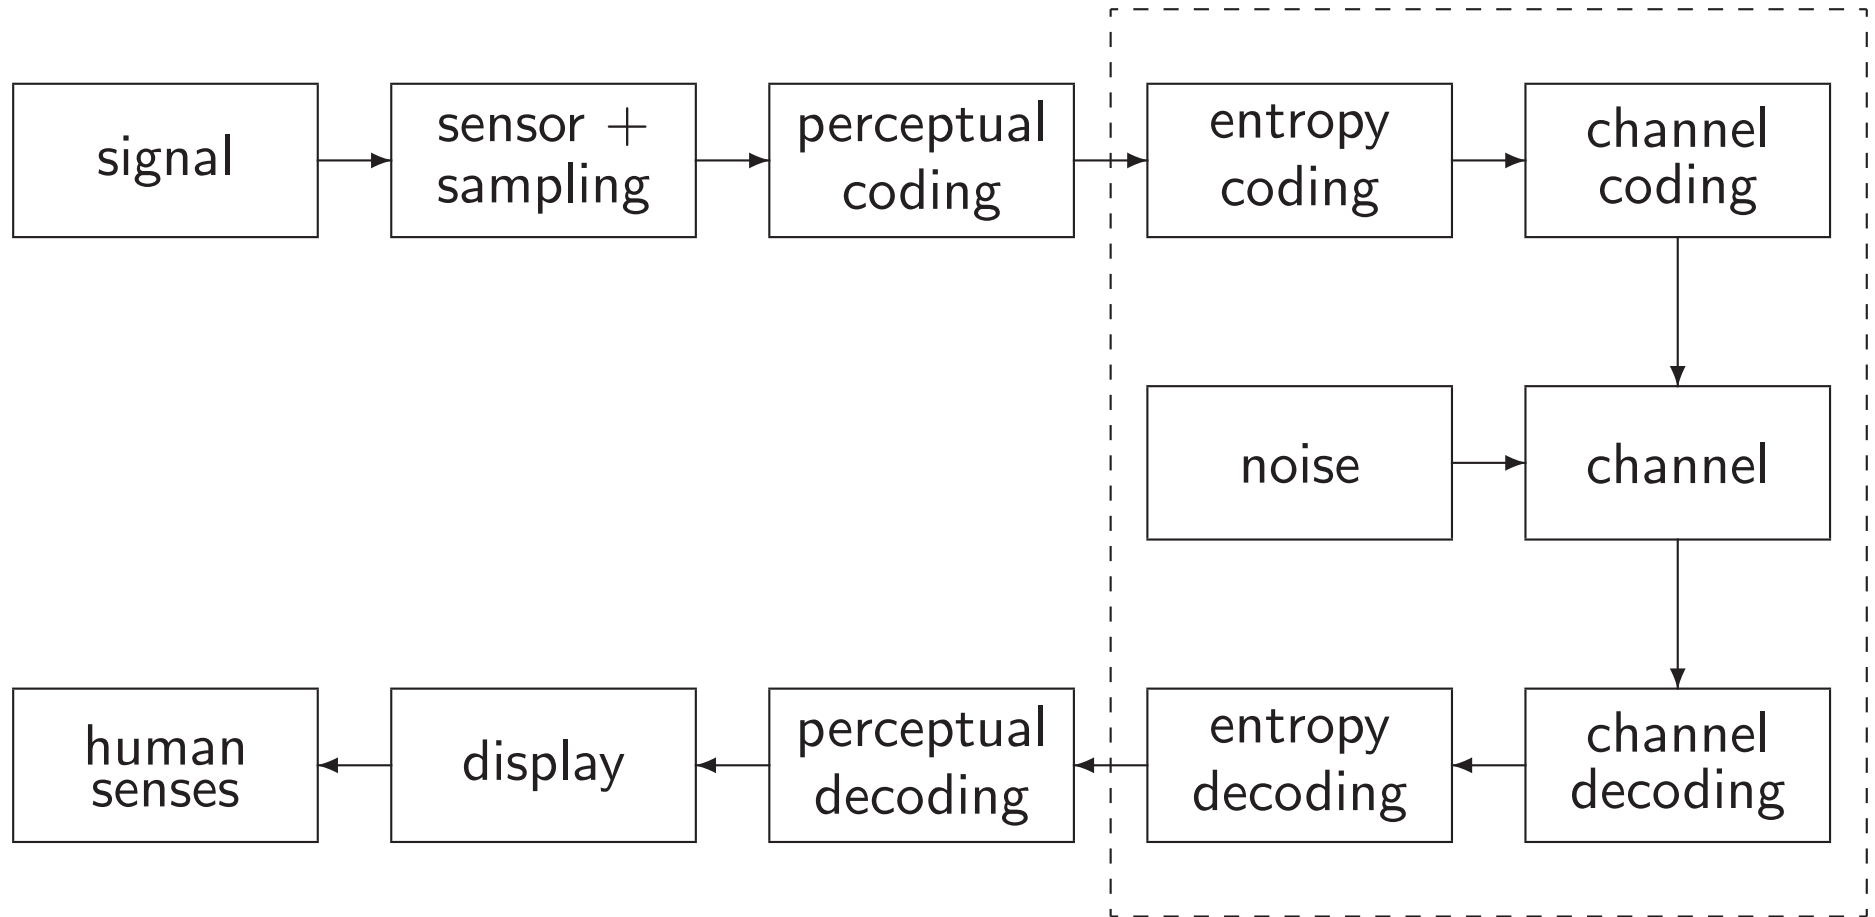 signal
sensor +
sampling
perceptual
coding
entropy
coding
channel
coding
noise
channel
human
senses
display
perceptual
decoding
entropy
decoding
channel
decoding